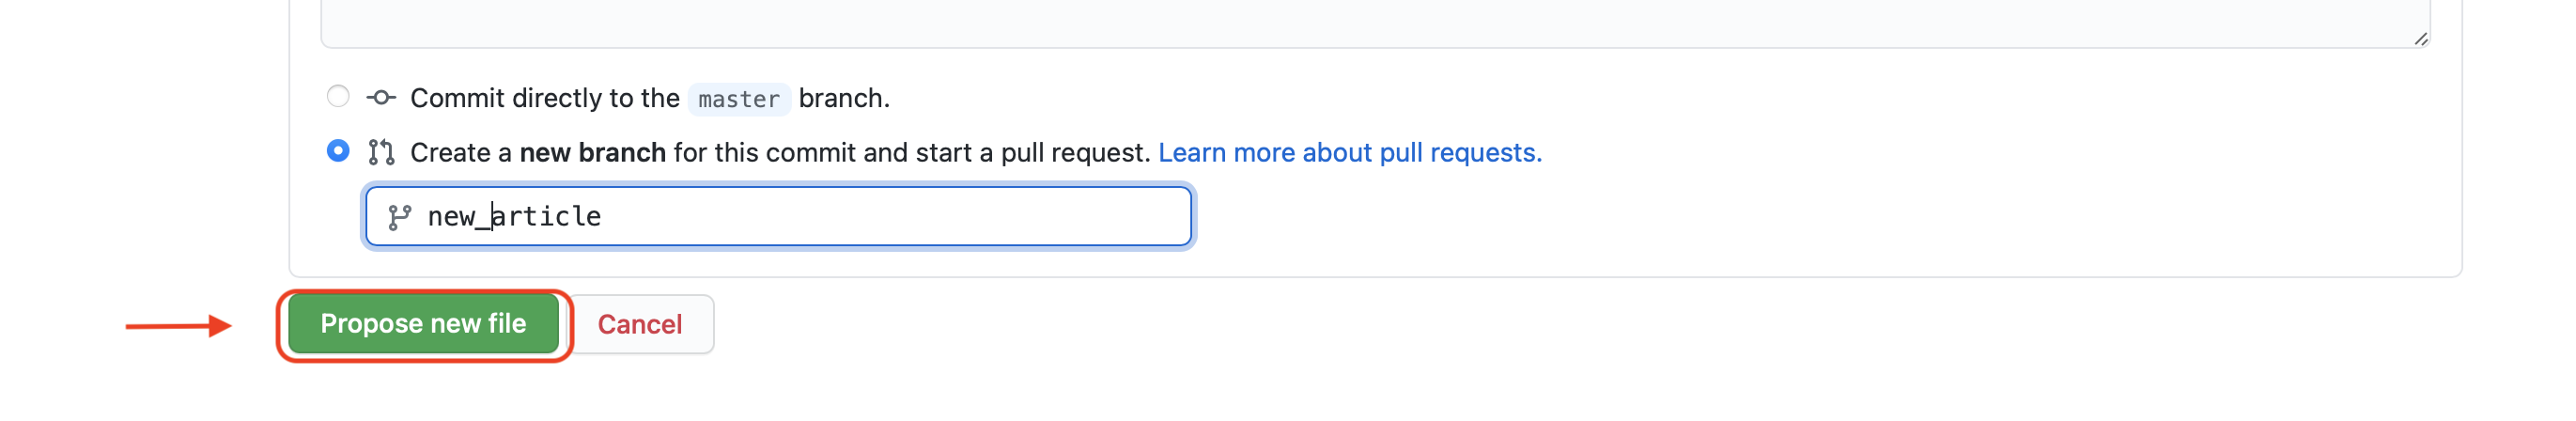 Commit directly to the master branch.
Create a new branch for this commit and start a pull request. Learn more about pull requests.
new_article
Propose new file Cancel